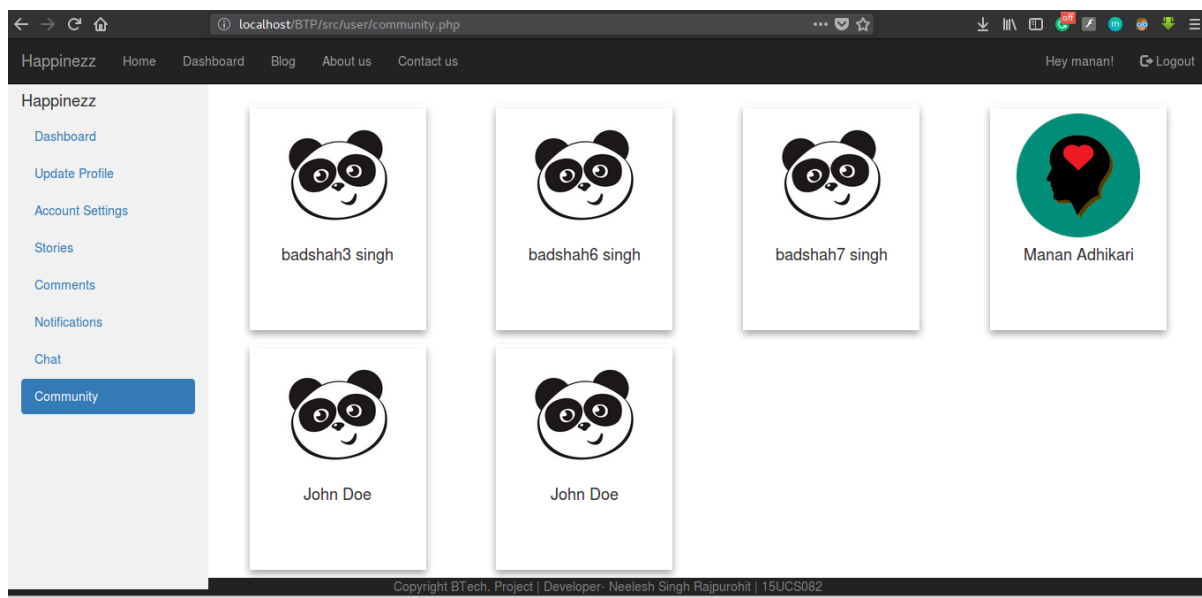 localhost/BTP/src/user/community.php
off
m
Happinezz Home Dashboard Blog About us Contact us Hey manan! Logout
Happinezz
Dashboard
Update Profile
Account Settings
Stories
Comments
Notifications
Chat
Community
badshah3 singh badshah6 singh badshah7 singh Manan Adhikari
John Doe John Doe
Copyright BTech. Project | Developer- Neelesh Singh Rajpurohit | 15UCS082